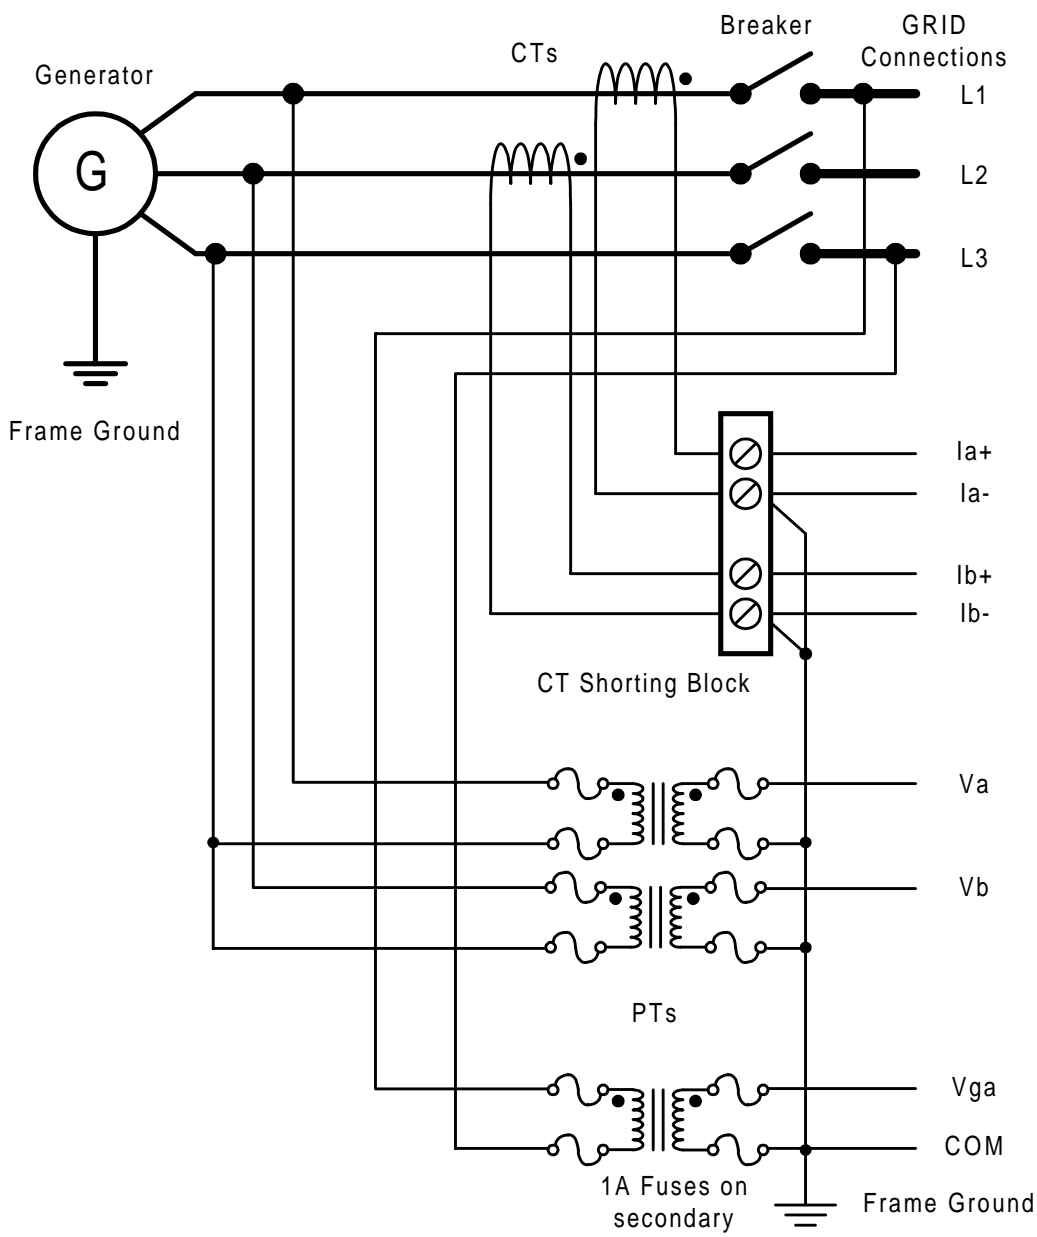 Breaker
GRID
Connections
CTs
Generator
L1
G
L2
L3
Frame Ground
Ia+
Ia-
Ib+
Ib-
CT Shorting Block
Va
Vb
PTs
Vga
COM
1A Fuses on
secondary
Frame Ground